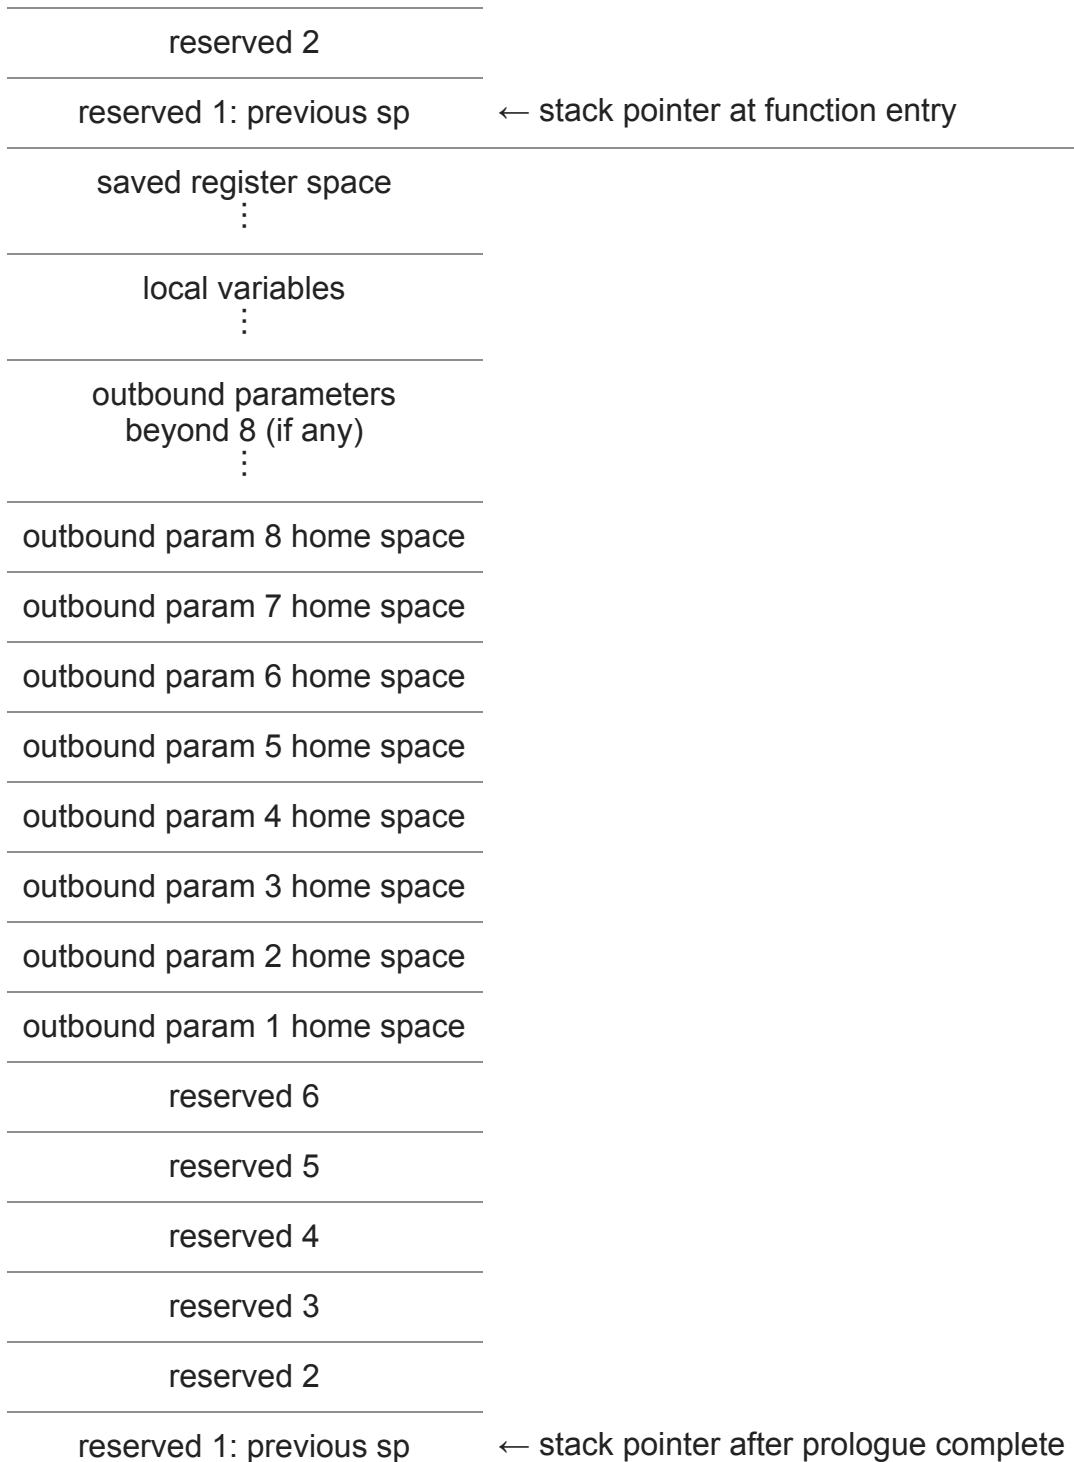 reserved 2
reserved 1: previous sp ← stack pointer at function entry
saved register space
⋮
local variables
⋮
outbound parameters
beyond 8 (if any)
⋮
outbound param 8 home space
outbound param 7 home space
outbound param 6 home space
outbound param 5 home space
outbound param 4 home space
outbound param 3 home space
outbound param 2 home space
outbound param 1 home space
reserved 6
reserved 5
reserved 4
reserved 3
reserved 2
reserved 1: previous sp ← stack pointer after prologue complete